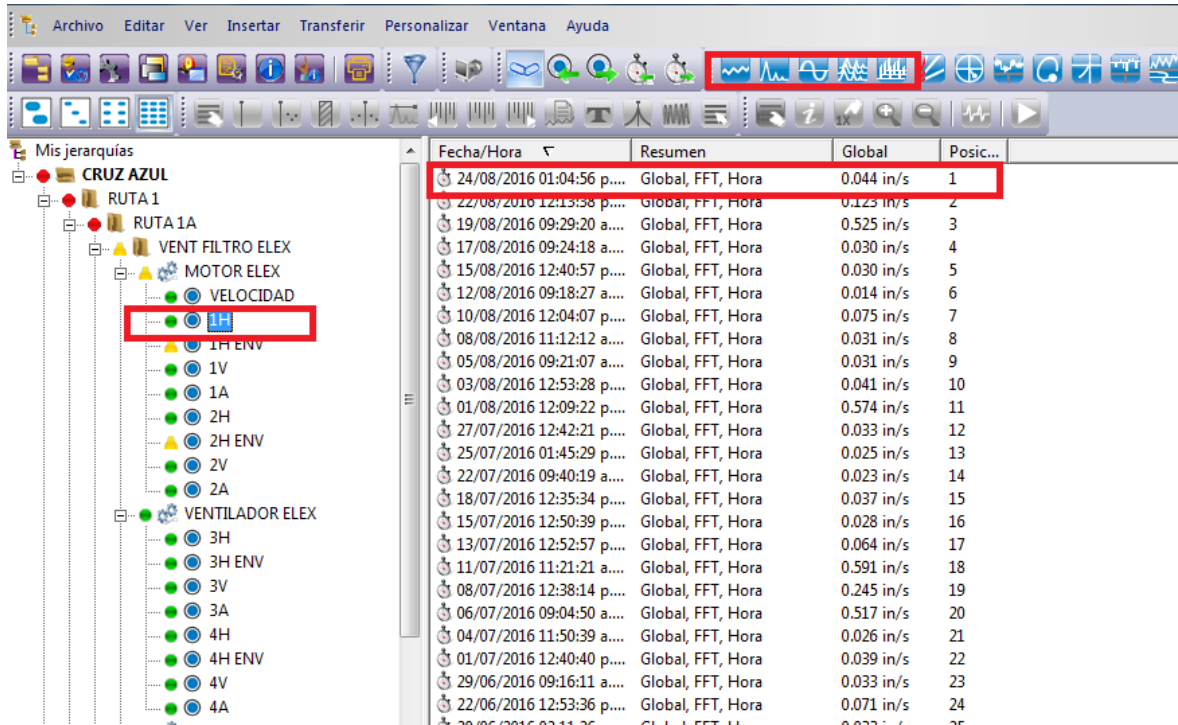 Archivo Editar Ver Insertar Transferir Personalizar Ventana Ayuda
Mis jerarquías
CRUZ AZUL
RUTA 1
RUTA 1A
VENT FILTRO ELEX
MOTOR ELEX
VELOCIDAD
1H
1H ENV
1V
1A
2H
2H ENV
2V
2A
VENTILADOR ELEX
3H
3H ENV
3V
3A
4H
4H ENV
4V
4A
Fecha/Hora Resumen Global Posic...
24/08/2016 01:04:56 p.... Global, FFT, Hora 0.044 in/s 1
22/08/2016 12:13:38 p.... Global, FFT, Hora 0.123 in/s 2
19/08/2016 09:29:20 a.... Global, FFT, Hora 0.525 in/s 3
17/08/2016 09:24:18 a.... Global, FFT, Hora 0.030 in/s 4
15/08/2016 12:40:57 p.... Global, FFT, Hora 0.030 in/s 5
12/08/2016 09:18:27 a.... Global, FFT, Hora 0.014 in/s 6
10/08/2016 12:04:07 p.... Global, FFT, Hora 0.075 in/s 7
08/08/2016 11:12:12 a.... Global, FFT, Hora 0.031 in/s 8
05/08/2016 09:21:07 a.... Global, FFT, Hora 0.031 in/s 9
03/08/2016 12:53:28 p.... Global, FFT, Hora 0.041 in/s 10
01/08/2016 12:09:22 p.... Global, FFT, Hora 0.574 in/s 11
27/07/2016 12:42:21 p.... Global, FFT, Hora 0.033 in/s 12
25/07/2016 01:45:29 p.... Global, FFT, Hora 0.025 in/s 13
22/07/2016 09:40:19 a.... Global, FFT, Hora 0.023 in/s 14
18/07/2016 12:35:34 p.... Global, FFT, Hora 0.037 in/s 15
15/07/2016 12:50:39 p.... Global, FFT, Hora 0.028 in/s 16
13/07/2016 12:52:57 p.... Global, FFT, Hora 0.064 in/s 17
11/07/2016 11:21:21 a.... Global, FFT, Hora 0.591 in/s 18
08/07/2016 12:38:14 p.... Global, FFT, Hora 0.245 in/s 19
06/07/2016 09:04:50 a.... Global, FFT, Hora 0.517 in/s 20
04/07/2016 11:50:39 a.... Global, FFT, Hora 0.026 in/s 21
01/07/2016 12:40:40 p.... Global, FFT, Hora 0.039 in/s 22
29/06/2016 09:16:11 a.... Global, FFT, Hora 0.033 in/s 23
22/06/2016 12:53:36 p.... Global, FFT, Hora 0.071 in/s 24